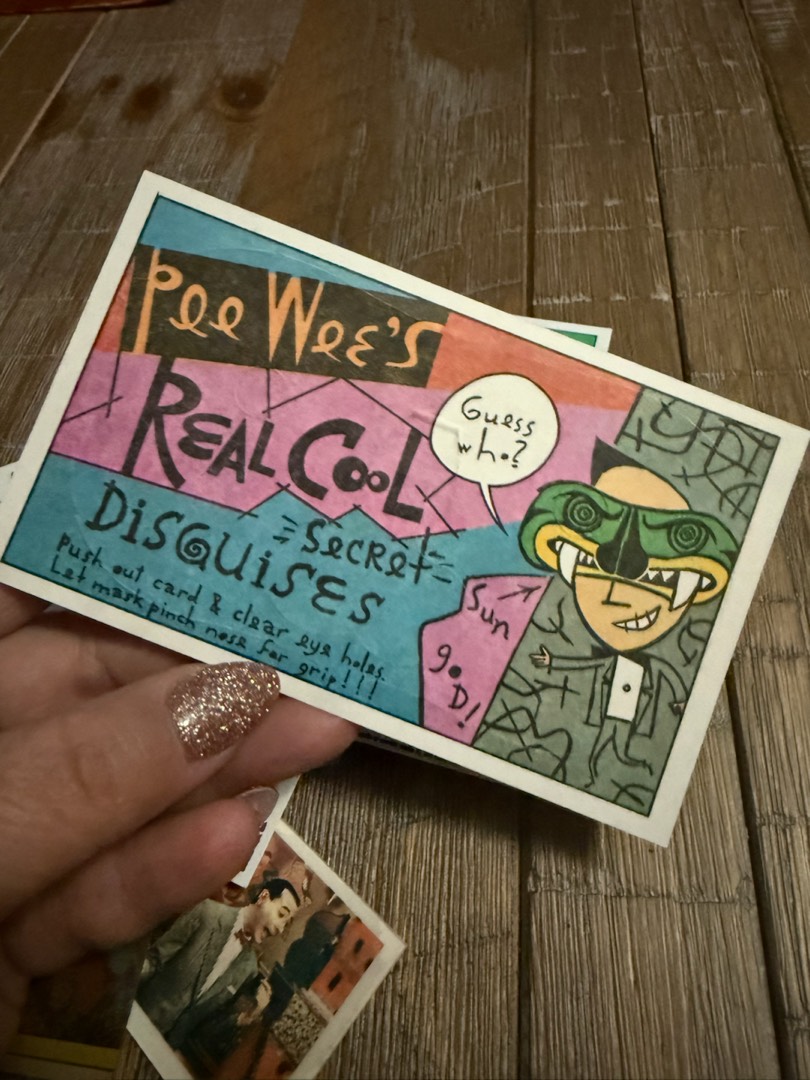 Pee Wee's
Real Cool
Guess
who?
Secret
Disguises
Push out card & clear eye holes.
Let mask pinch nose for grip!!!
Sun
goD!